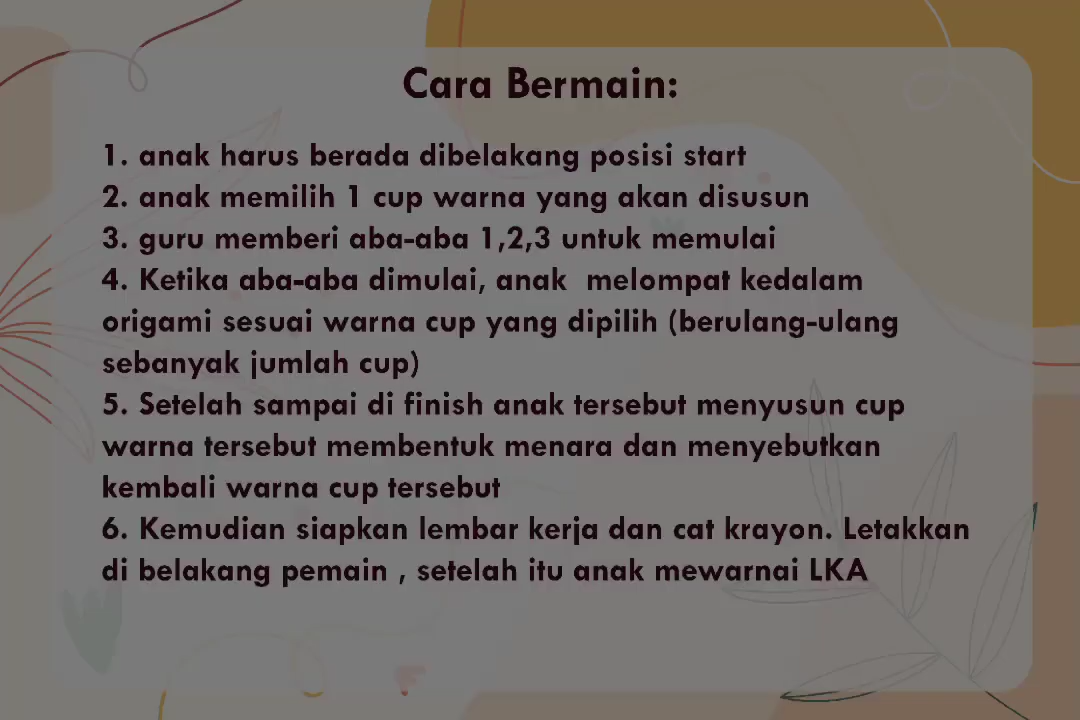 Cara Bermain:
1. anak harus berada dibelakang posisi start
2. anak memilih 1 cup warna yang akan disusun
3. guru memberi aba-aba 1,2,3 untuk memulai
4. Ketika aba-aba dimulai, anak  melompat kedalam
origami sesuai warna cup yang dipilih (berulang-ulang
sebanyak jumlah cup)
5. Setelah sampai di finish anak tersebut menyusun cup
warna tersebut membentuk menara dan menyebutkan
kembali warna cup tersebut
6. Kemudian siapkan lembar kerja dan cat krayon. Letakkan
di belakang pemain , setelah itu anak mewarnai LKA